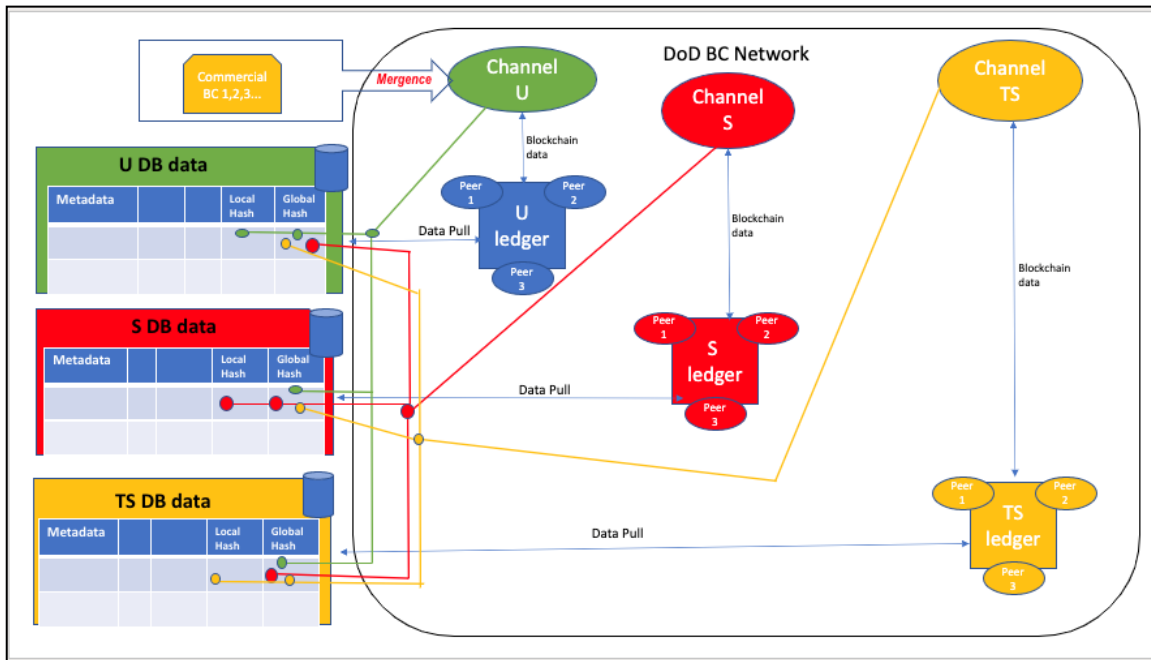 DoD BC Network
Commercial
BC 1,2,3...
Mergence
Channel
U
Channel
S
Channel
TS
Blockchain
data
U DB data
Metadata
Local
Hash
Global
Hash
Data Pull
Peer
1
Peer
2
U
ledger
Peer
3
Blockchain
data
Blockchain
data
S DB data
Metadata
Local
Hash
Global
Hash
Data Pull
Peer
1
Peer
2
S
ledger
Peer
3
TS DB data
Metadata
Local
Hash
Global
Hash
Data Pull
Peer
1
Peer
2
TS
ledger
Peer
3